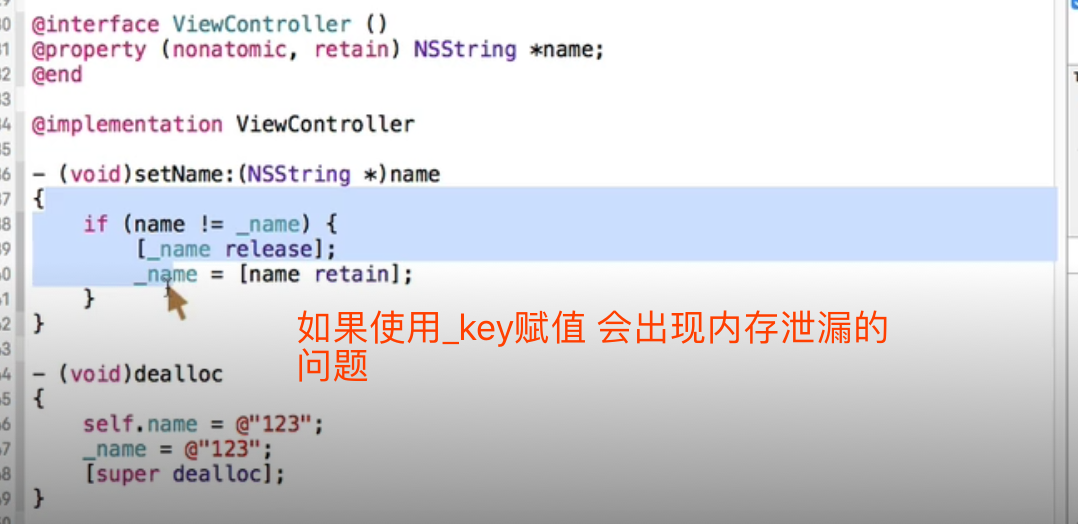 30 @interface ViewController ()
31 @property (nonatomic, retain) NSString *name;
32 @end
33
34 @implementation ViewController
35
36 - (void)setName:(NSString *)name
37 {
38 if (name != _name) {
39 [_name release];
40 _name = [name retain];
41 }
42 }
43
44 - (void)dealloc
45 {
46 self.name = @"123";
47 _name = @"123";
48 [super dealloc];
49 }
如果使用_key赋值 会出现内存泄漏的
问题